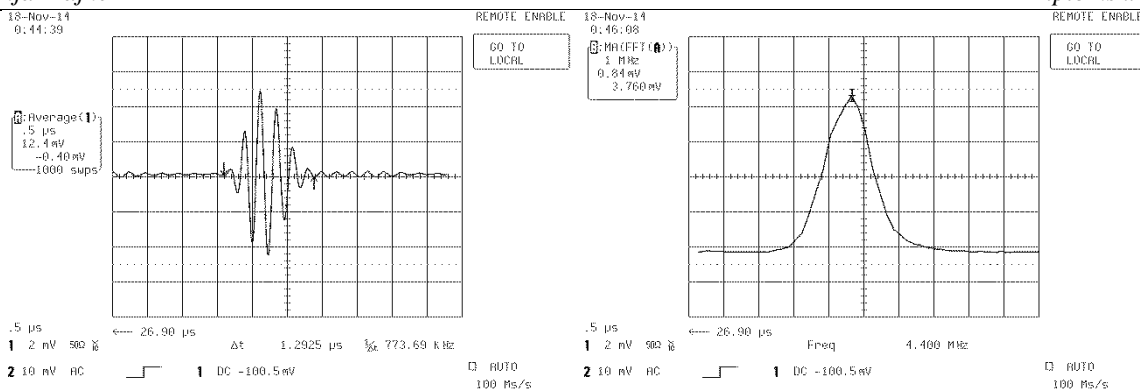 18-Nov-14
0:44:39
REMOTE ENABLE
GO TO
LOCAL
A:Average(1)
.5 µs
12.4mV
-0.40mV
1000 swps
.5 µs
26.90 µs
1 2 mV 50Ω
Δt 1.2925 µs 1/Δt 773.69 KHz
2 10 mV AC
1 DC -100.5mV
AUTO
100 Ms/s
18-Nov-14
0:46:08
REMOTE ENABLE
GO TO
LOCAL
:MA(FFT(A))
1 MHz
0.84mV
3.760mV
.5 µs
26.90 µs
1 2 mV 50Ω
Freq 4.400 MHz
2 10 mV AC
1 DC -100.5mV
AUTO
100 Ms/s